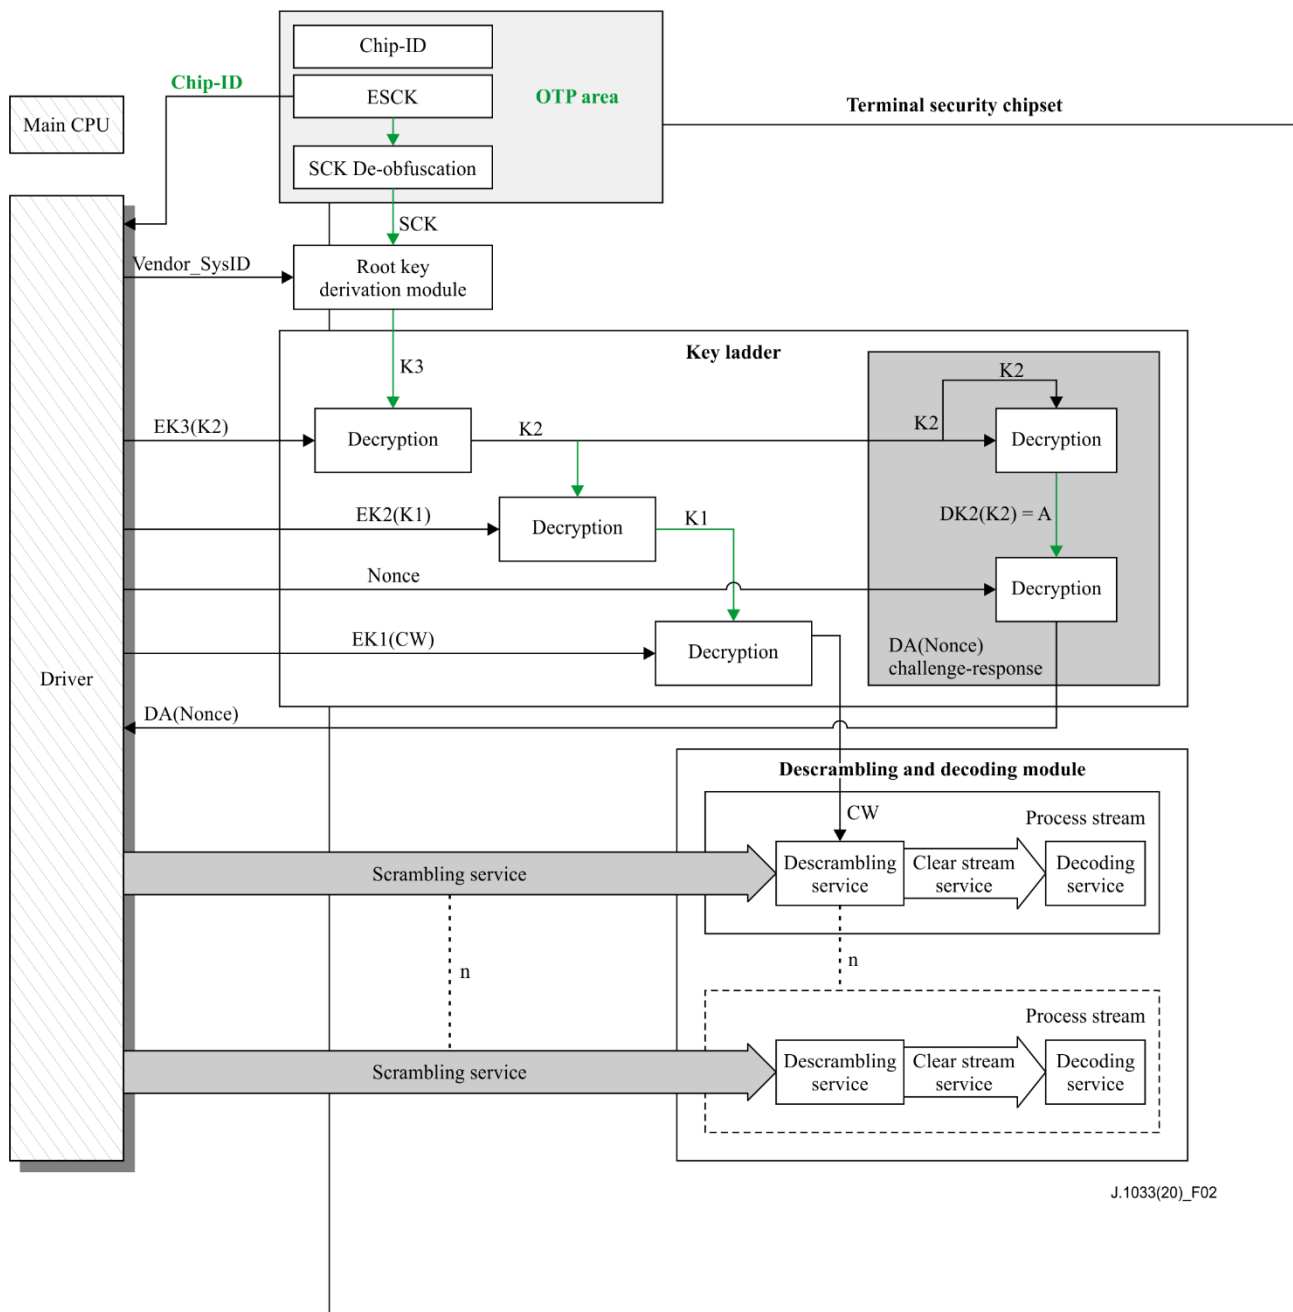 Chip-ID
Chip-ID
ESCK
OTP area
Terminal security chipset
Main CPU
SCK De-obfuscation
SCK
Vendor_SysID
Root key
derivation module
Key ladder
K3
K2
EK3(K2)
Decryption
K2
K2
Decryption
EK2(K1)
Decryption
K1
DK2(K2) = A
Nonce
Decryption
EK1(CW)
Decryption
DA(Nonce)
challenge-response
Driver
DA(Nonce)
Descrambling and decoding module
CW
Process stream
Scrambling service
Descrambling
service
Clear stream
service
Decoding
service
n
n
Process stream
Scrambling service
Descrambling
service
Clear stream
service
Decoding
service
J.1033(20)_F02